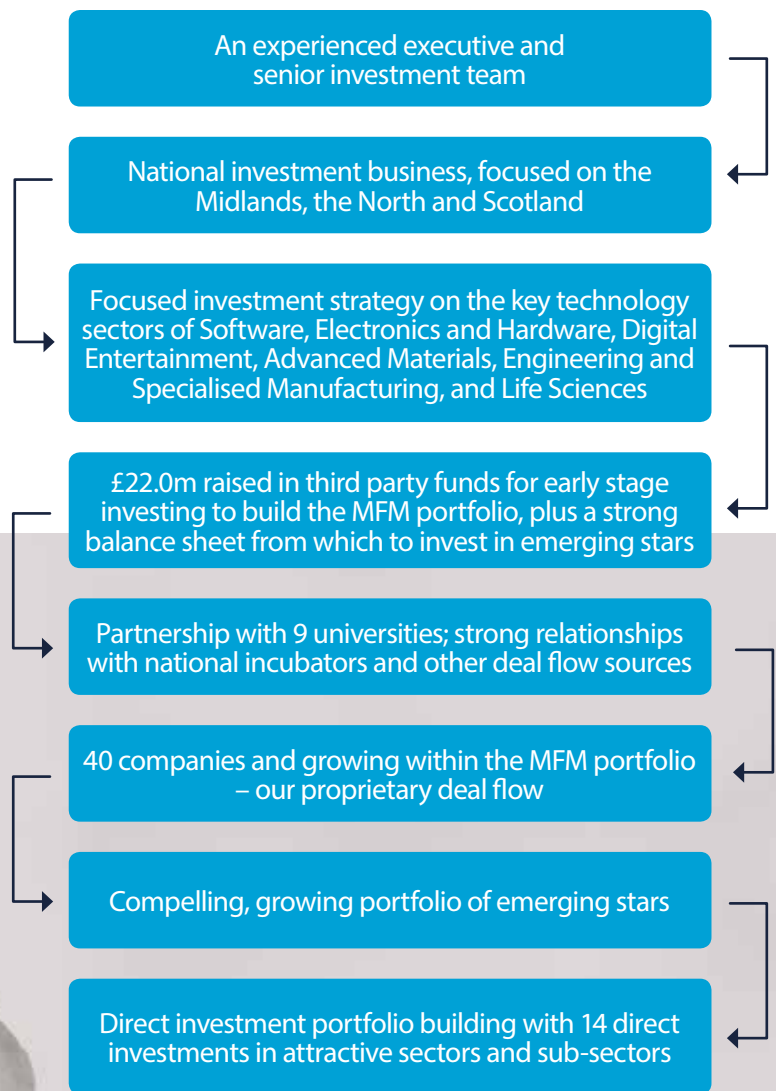 An experienced executive and
senior investment team
National investment business, focused on the
Midlands, the North and Scotland
Focused investment strategy on the key technology
sectors of Software, Electronics and Hardware, Digital
Entertainment, Advanced Materials, Engineering and
Specialised Manufacturing, and Life Sciences
£22.0m raised in third party funds for early stage
investing to build the MFM portfolio, plus a strong
balance sheet from which to invest in emerging stars
Partnership with 9 universities; strong relationships
with national incubators and other deal flow sources
40 companies and growing within the MFM portfolio
– our proprietary deal flow
Compelling, growing portfolio of emerging stars
Direct investment portfolio building with 14 direct
investments in attractive sectors and sub-sectors